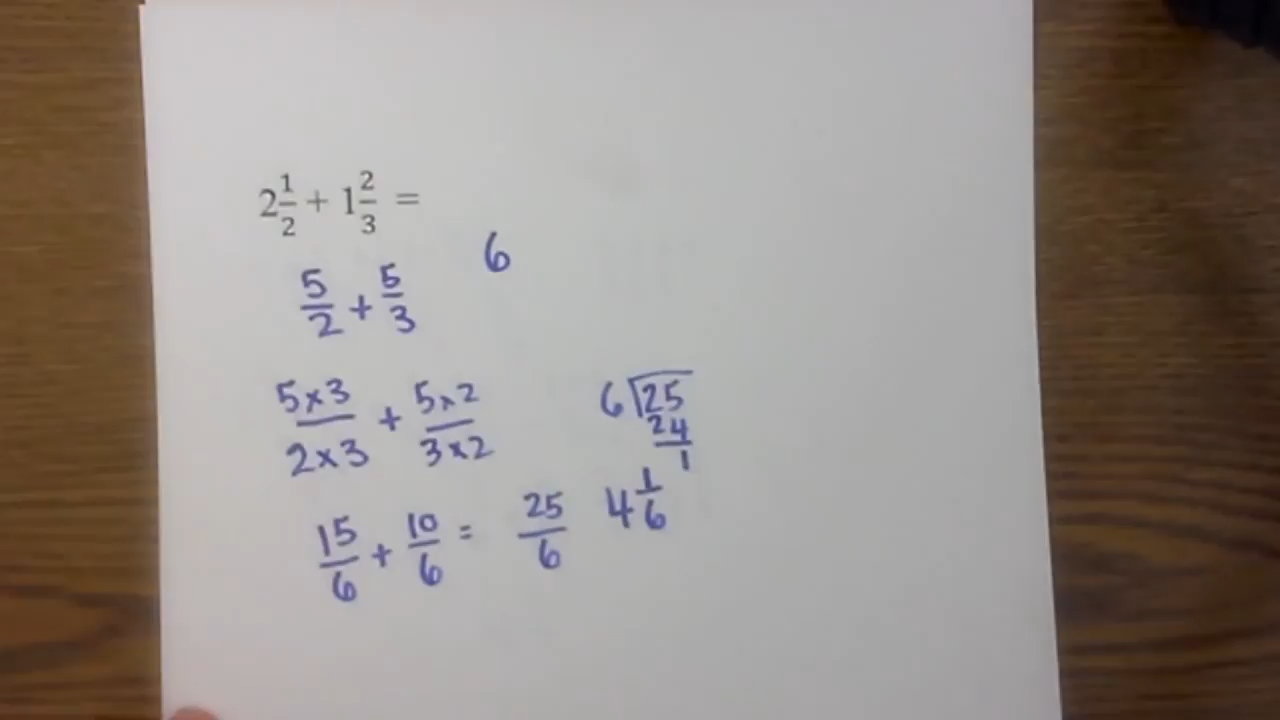 2 1/2 + 1 2/3 =
5/2 + 5/3
6
5x3/2x3 + 5x2/3x2
6)25
24
1
15/6 + 10/6 = 25/6
4 1/6